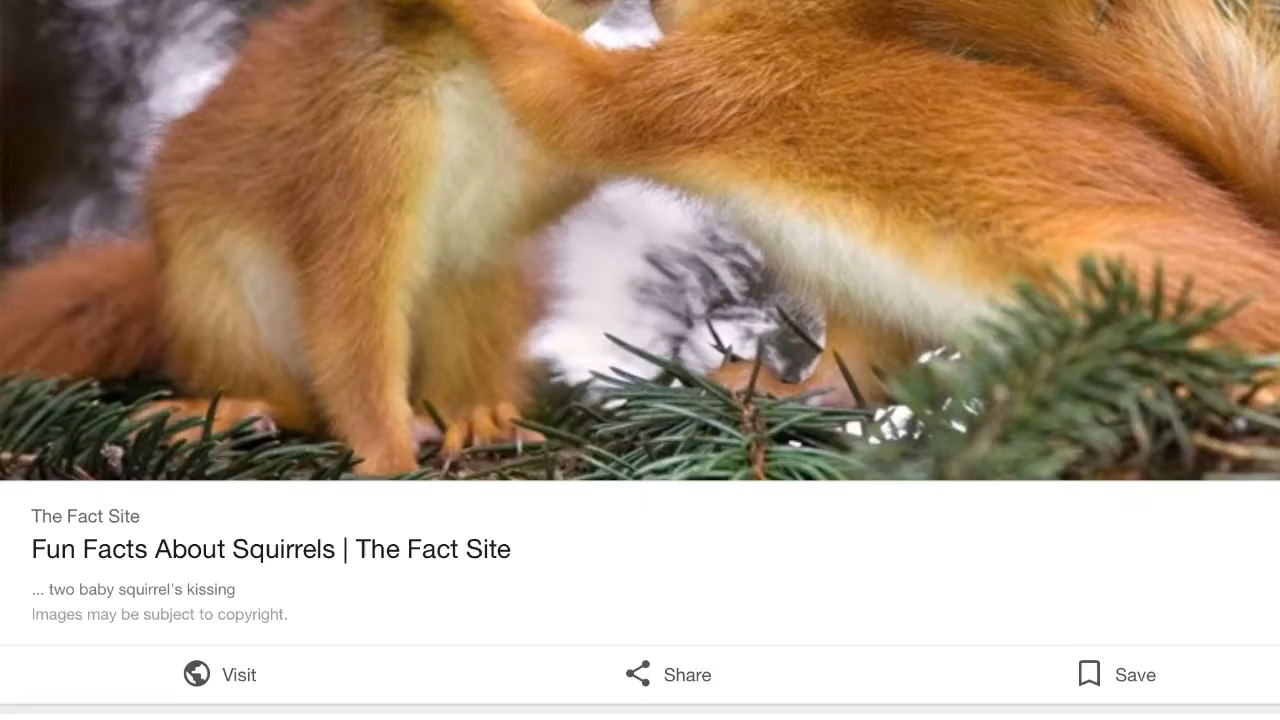 The Fact Site
Fun Facts About Squirrels | The Fact Site
... two baby squirrel's kissing
Images may be subject to copyright.
Visit
Share
Save